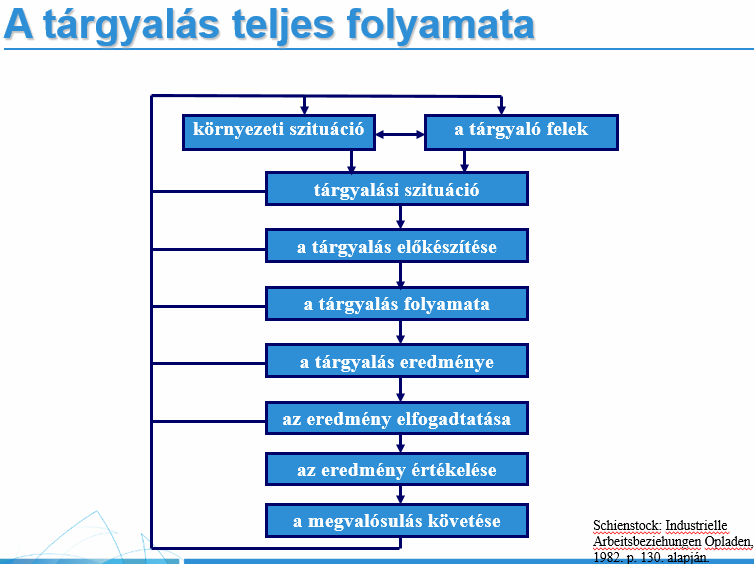 A tárgyalás teljes folyamata
környezeti szituáció
a tárgyaló felek
tárgyalási szituáció
a tárgyalás előkészítése
a tárgyalás folyamata
a tárgyalás eredménye
az eredmény elfogadtatása
az eredmény értékelése
a megvalósulás követése
Schienstock: Industrielle
Arbeitsbeziehungen Opladen,
1982. p. 130. alapján.